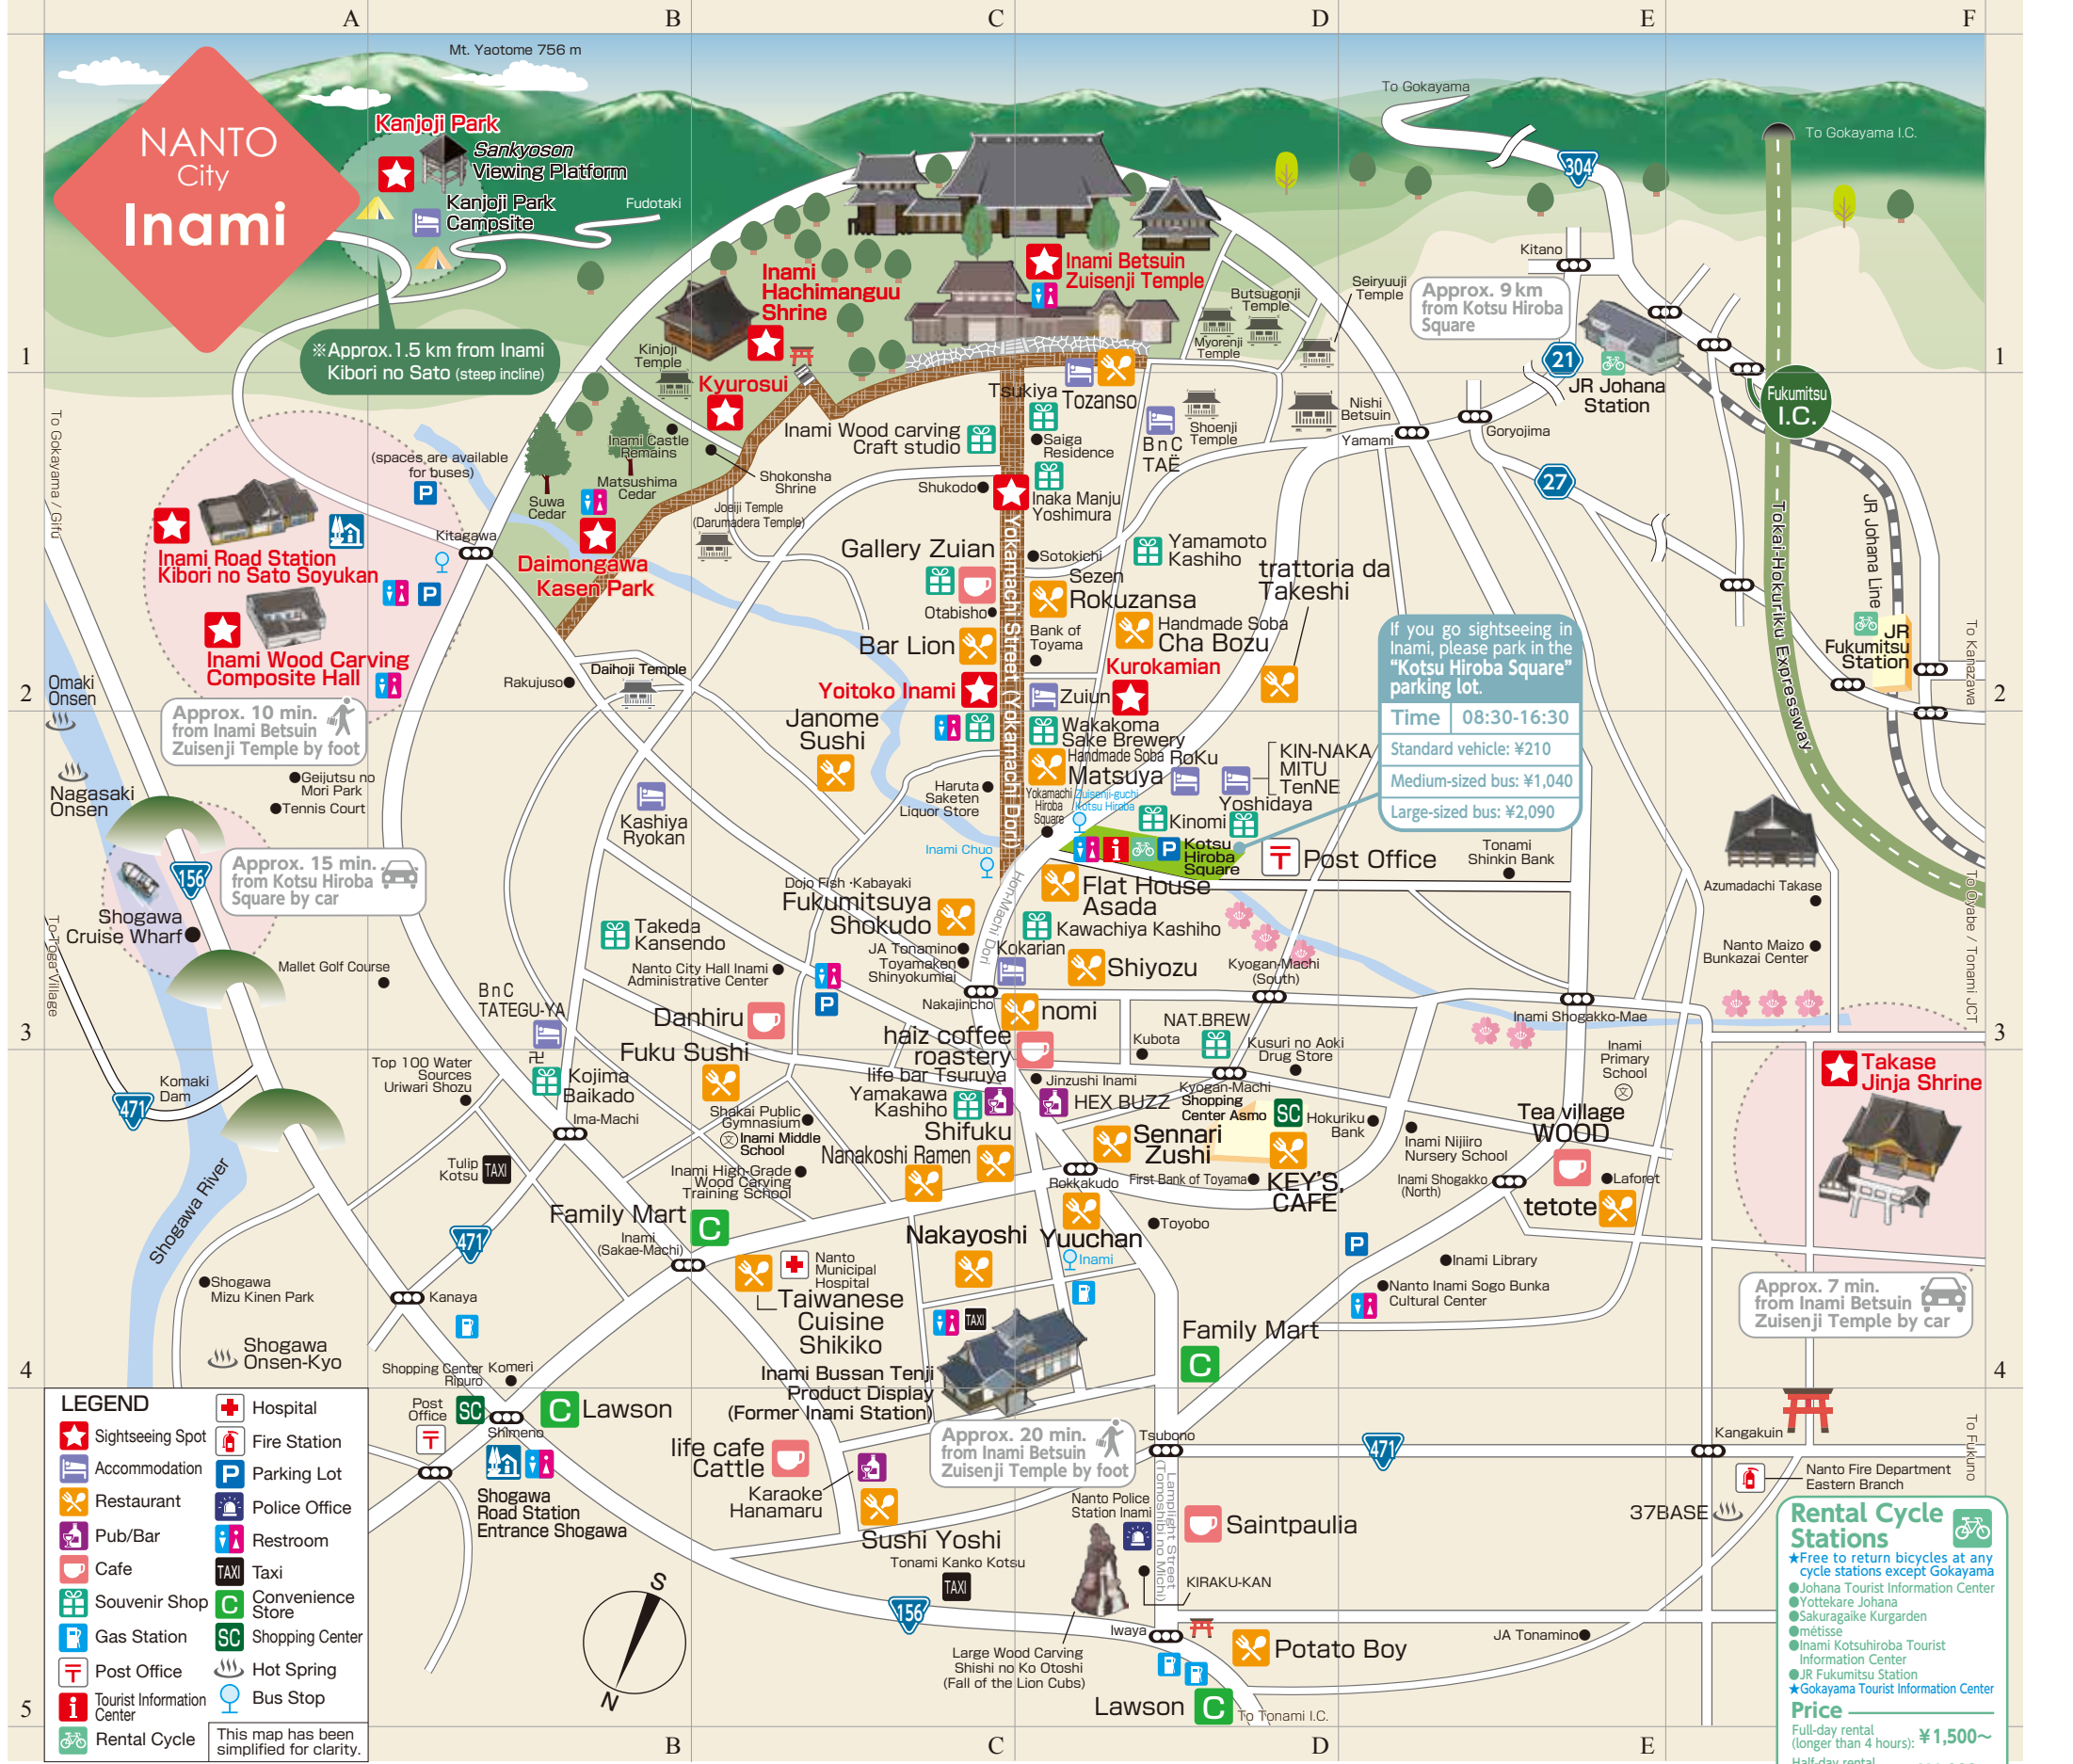 A
B
C
D
E
F
NANTO
City
Inami
Mt. Yaotome 756 m
Kanjoji Park
Sankyoson
Viewing Platform
Kanjoji Park
Campsite
Fudotaki
※Approx.1.5 km from Inami
Kibori no Sato (steep incline)
To Gokayama
304
To Gokayama I.C.
Inami
Hachimanguu
Shrine
Inami Betsuin
Zuisenji Temple
Butsugonji
Temple
Myorenji
Temple
Seiryuuji
Temple
Kitano
Approx. 9 km
from Kotsu Hiroba
Square
21
JR Johana
Station
Fukumitsu
I.C.
1
1
Kinjoji
Temple
Kyurosui
Tsukiya
Tozanso
Inami Wood carving
Craft studio
Saiga
Residence
BnC
TAË
Shoenji
Temple
Nishi
Betsuin
Yamami
Goryojima
27
To Gokayama / Gifu
(spaces are available
for buses)
P
Inami Castle
Remains
Suwa
Cedar
Matsushima
Cedar
Shokonsha
Shrine
Joeiji Temple
(Darumadera Temple)
Shukodo
Inaka Manju
Yoshimura
Kitagawa
Inami Road Station
Kibori no Sato Soyukan
P
Daimongawa
Kasen Park
Gallery Zuian
Otabisho
Sotokichi
Yamamoto
Kashiho
Sezen
Rokuzansa
trattoria da
Takeshi
Handmade Soba
Cha Bozu
Bank of
Toyama
Bar Lion
Kurokamian
Yokamachi Street (Yokamachi Dori)
Inami Wood Carving
Composite Hall
Approx. 10 min.
from Inami Betsuin
Zuisenji Temple by foot
Omaki
Onsen
Nagasaki
Onsen
Rakujuso
Daihoji Temple
Yoitoko Inami
Zuiun
Janome
Sushi
Wakakoma
Sake Brewery
Handmade Soba
Matsuya
RoKu
KIN-NAKA
MITU
TenNE
Yoshidaya
If you go sightseeing in
Inami, please park in the
“Kotsu Hiroba Square”
parking lot.
Time 08:30-16:30
Standard vehicle: ¥210
Medium-sized bus: ¥1,040
Large-sized bus: ¥2,090
Tokai-Hokuriku Expressway
JR Johana Line
JR
Fukumitsu
Station
To Kanazawa
2
2
Geijutsu no
Mori Park
Tennis Court
Kashiya
Ryokan
Haruta
Saketen
Liquor Store
Yokamachi
Hiroba
Square
Zuisenji-guchi
Kotsu Hiroba
Kinomi
i
P
Kotsu
Hiroba
Square
Post Office
Tonami
Shinkin Bank
Inami Chuo
156
Approx. 15 min.
from Kotsu Hiroba
Square by car
Shogawa
Cruise Wharf
To Toga Village
Mallet Golf Course
Takeda
Kansendo
Dojo Fish ・Kabayaki
Fukumitsuya
Shokudo
Hon-Machi Dori
Flat House
Asada
Kawachiya Kashiho
Kokarian
Shiyozu
Kyogan-Machi
(South)
JA Tonamino
Toyamaken
Shinyokumiai
Nanto City Hall Inami
Administrative Center
P
Nakajincho
nomi
Azumadachi Takase
Nanto Maizo
Bunkazai Center
To Oyabe / Tonami JCT
Inami Shogakko-Mae
3
3
BnC
TATEGU-YA
卍
Danhiru
Fuku Sushi
haiz coffee
roastery
NAT.BREW
Kubota
Kusuri no Aoki
Drug Store
Inami
Primary
School
文
Top 100 Water
Sources
Uriwari Shozu
Kojima
Baikado
life bar Tsuruya
Yamakawa
Kashiho
Jinzushi Inami
HEX BUZZ
Kyogan-Machi
Shopping
Center Asmo
SC
Hokuriku
Bank
Inami Nijiiro
Nursery School
Tea village
WOOD
Takase
Jinja Shrine
Komaki
Dam
471
Ima-Machi
Shakai Public
Gymnasium
文
Inami Middle
School
Shifuku
Nanakoshi Ramen
Sennari
Zushi
Tulip
Kotsu
TAXI
Inami High-Grade
Wood Carving
Training School
Rokkakudo
First Bank of Toyama
KEY'S
CAFE
Inami Shogakko
(North)
Laforet
tetote
Shogawa River
471
Family Mart
C
Inami
(Sakae-Machi)
Nakayoshi
Yuuchan
Toyobo
Inami
P
Inami Library
Nanto Inami Sogo Bunka
Cultural Center
Nanto
Municipal
Hospital
Taiwanese
Cuisine
Shikiko
TAXI
Shogawa
Mizu Kinen Park
Kanaya
Shogawa
Onsen-Kyo
Approx. 7 min.
from Inami Betsuin
Zuisenji Temple by car
Family Mart
C
4
4
Shopping Center
Ripuro
Komeri
Inami Bussan Tenji
Product Display
(Former Inami Station)
Post
Office
SC
Shimeno
C
Lawson
life cafe
Cattle
Approx. 20 min.
from Inami Betsuin
Zuisenji Temple by foot
Tsubono
471
Kangakuin
To Fukuno
Nanto Fire Department
Eastern Branch
37BASE
Shogawa
Road Station
Entrance Shogawa
Karaoke
Hanamaru
Sushi Yoshi
Nanto Police
Station Inami
Lamplight Street
(Tomoshibi no Michi)
Saintpaulia
Tonami Kanko Kotsu
TAXI
KIRAKU-KAN
156
S
N
Iwaya
Large Wood Carving
Shishi no Ko Otoshi
(Fall of the Lion Cubs)
Potato Boy
JA Tonamino
Lawson
C
To Tonami I.C.
5
LEGEND
Sightseeing Spot
Accommodation
Restaurant
Pub/Bar
Cafe
Souvenir Shop
Gas Station
Post Office
i
Tourist Information
Center
Rental Cycle
Hospital
Fire Station
P
Parking Lot
Police Office
Restroom
TAXI
Taxi
C
Convenience
Store
SC
Shopping Center
Hot Spring
Bus Stop
This map has been
simplified for clarity.
Rental Cycle
Stations
★Free to return bicycles at any
cycle stations except Gokayama
●Johana Tourist Information Center
●Yottekare Johana
●Sakuragaike Kurgarden
●métisse
●Inami Kotsuhiroba Tourist
Information Center
●JR Fukumitsu Station
★Gokayama Tourist Information Center
Price
Full-day rental
(longer than 4 hours): ¥1,500～
Half-day rental
B
C
D
E